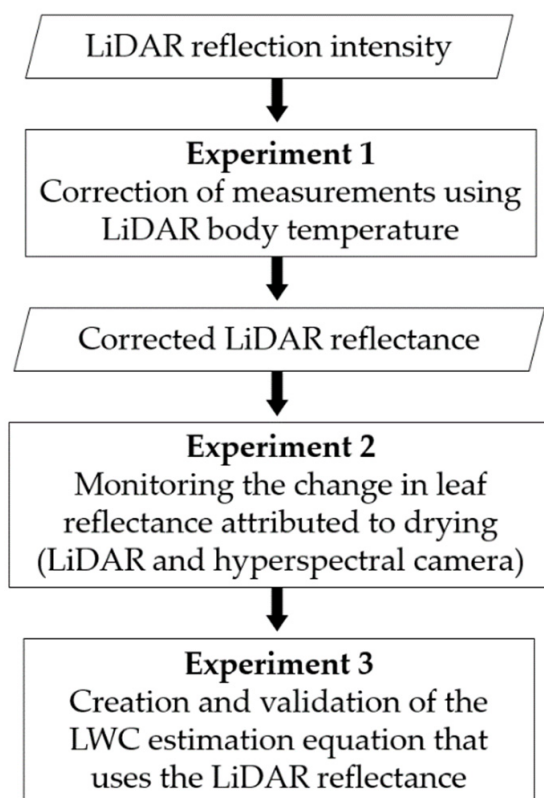 LiDAR reflection intensity
Experiment 1
Correction of measurements using
LiDAR body temperature
Corrected LiDAR reflectance
Experiment 2
Monitoring the change in leaf
reflectance attributed to drying
(LiDAR and hyperspectral camera)
Experiment 3
Creation and validation of the
LWC estimation equation that
uses the LiDAR reflectance